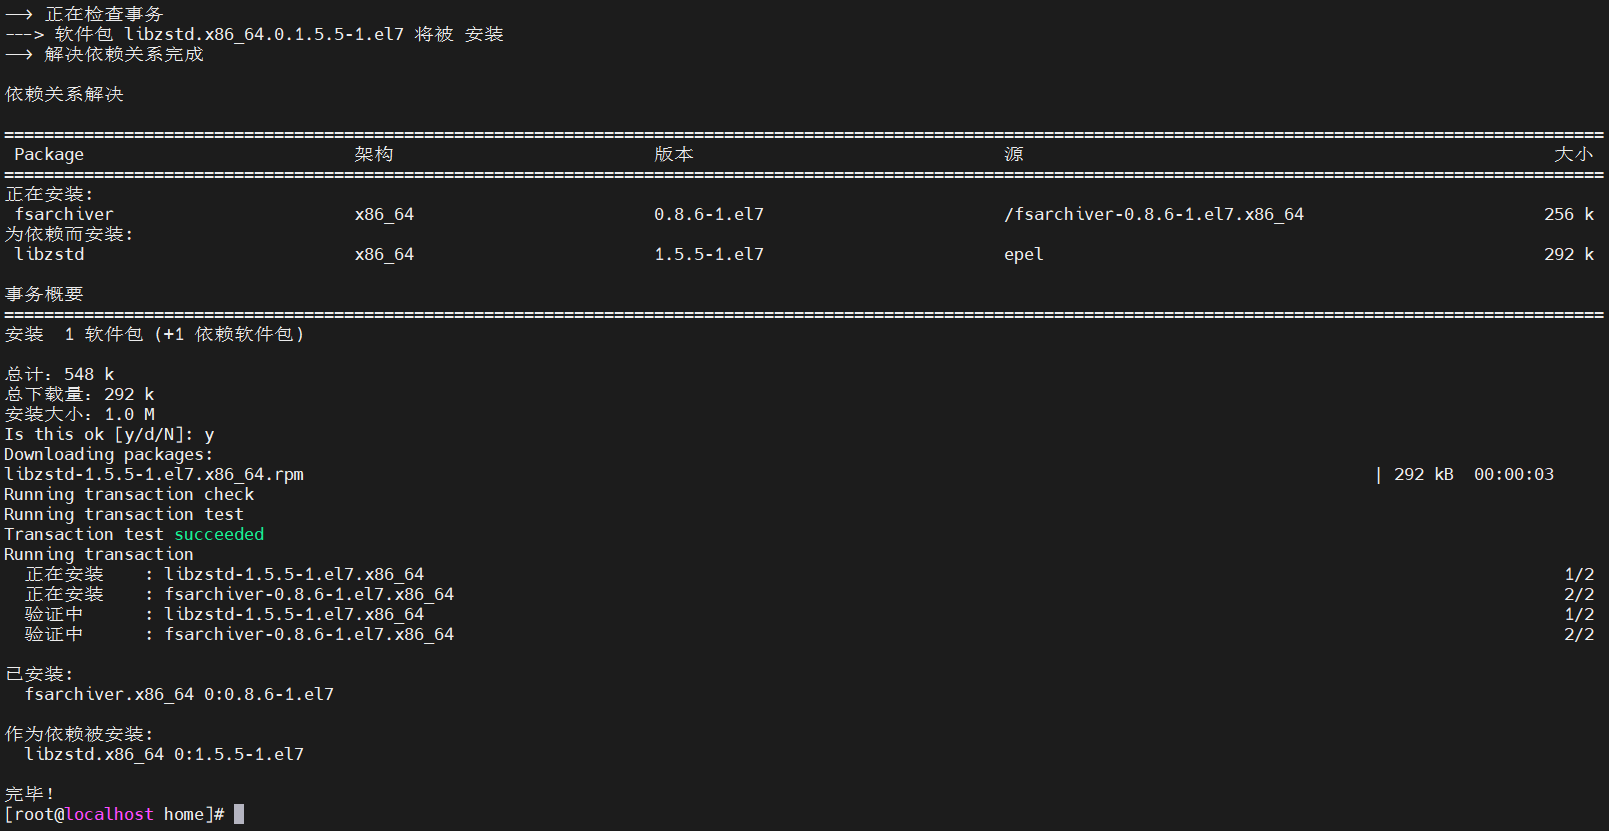 --> 正在检查事务
---> 软件包 libzstd.x86_64.0.1.5.5-1.el7 将被 安装
--> 解决依赖关系完成
依赖关系解决
================================================================================================================================================================
Package 架构 版本 源 大小
================================================================================================================================================================
正在安装:
fsarchiver x86_64 0.8.6-1.el7 /fsarchiver-0.8.6-1.el7.x86_64 256 k
为依赖而安装:
libzstd x86_64 1.5.5-1.el7 epel 292 k
事务概要
================================================================================================================================================================
安装  1 软件包 (+1 依赖软件包)
总计：548 k
总下载量：292 k
安装大小：1.0 M
Is this ok [y/d/N]: y
Downloading packages:
libzstd-1.5.5-1.el7.x86_64.rpm | 292 kB  00:00:03
Running transaction check
Running transaction test
Transaction test succeeded
Running transaction
正在安装    : libzstd-1.5.5-1.el7.x86_64 1/2
正在安装    : fsarchiver-0.8.6-1.el7.x86_64 2/2
验证中      : libzstd-1.5.5-1.el7.x86_64 1/2
验证中      : fsarchiver-0.8.6-1.el7.x86_64 2/2
已安装:
fsarchiver.x86_64 0:0.8.6-1.el7
作为依赖被安装:
libzstd.x86_64 0:1.5.5-1.el7
完毕！
[root@localhost home]#